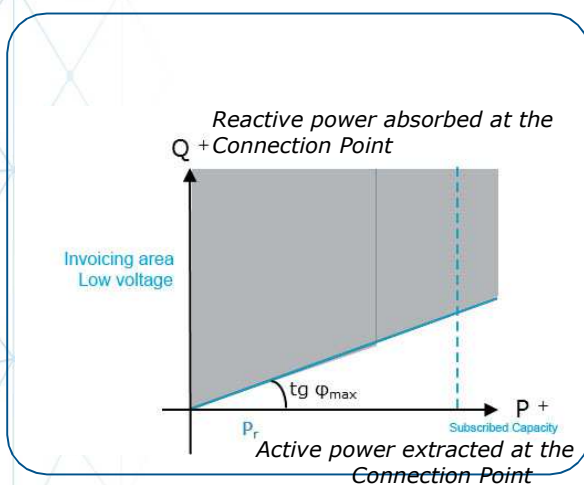 Reactive power absorbed at the
Q + Connection Point
Invoicing area
Low voltage
tg φmax
P +
Pr
Subscribed Capacity
Active power extracted at the
Connection Point